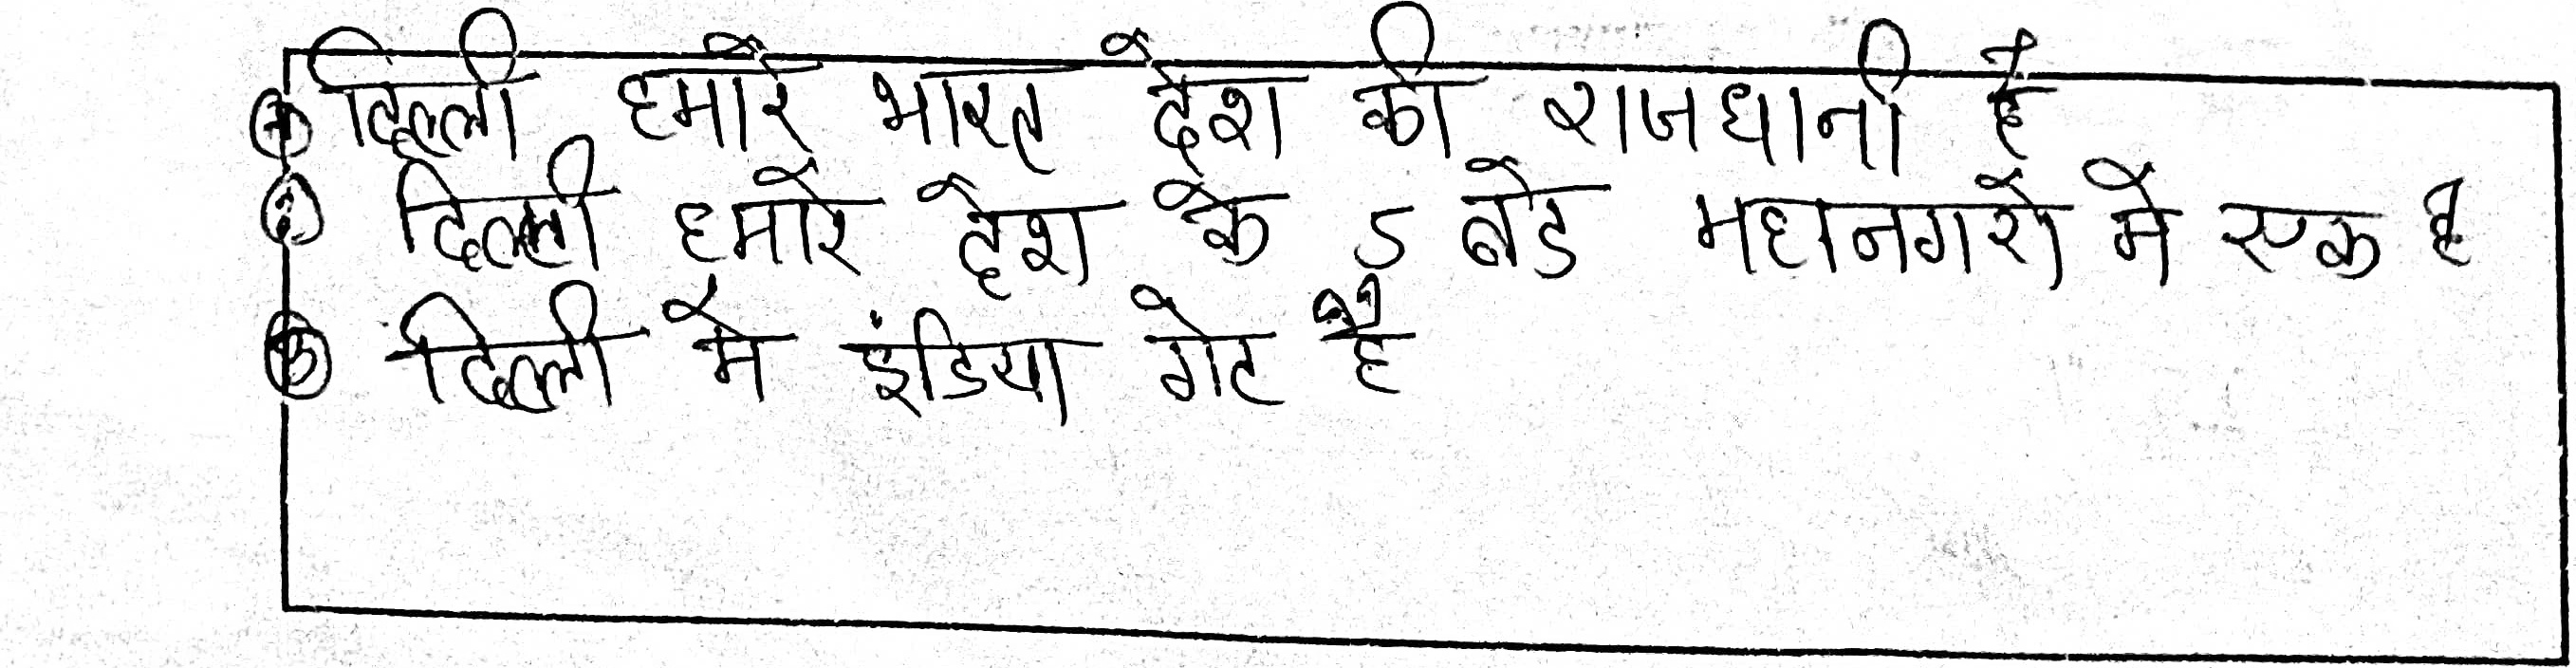 ① दिल्ली हमारे भारत देश की राजधानी है
② दिल्ली हमारे देश के 5 बडे महानगरो मे एक है
③ दिल्ली मे इंडिया गेट है